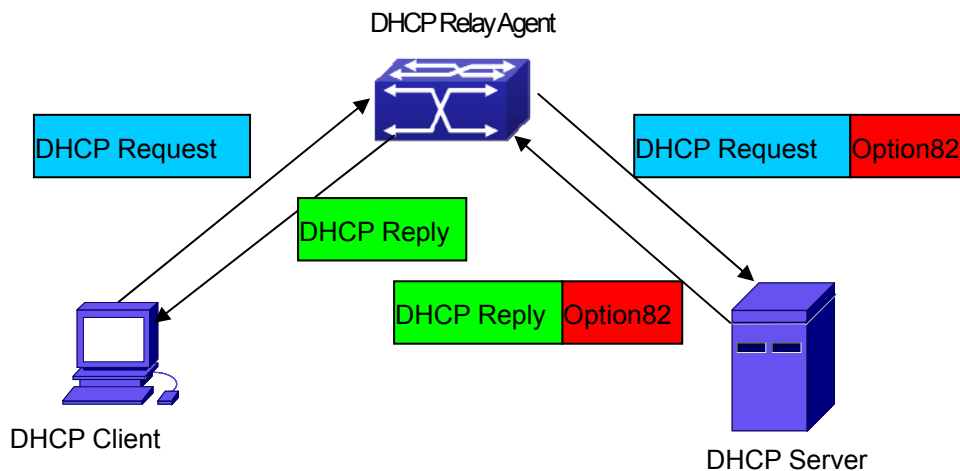 DHCP Relay Agent
DHCP Request
DHCP Request Option82
DHCP Reply
DHCP Reply Option82
DHCP Client
DHCP Server